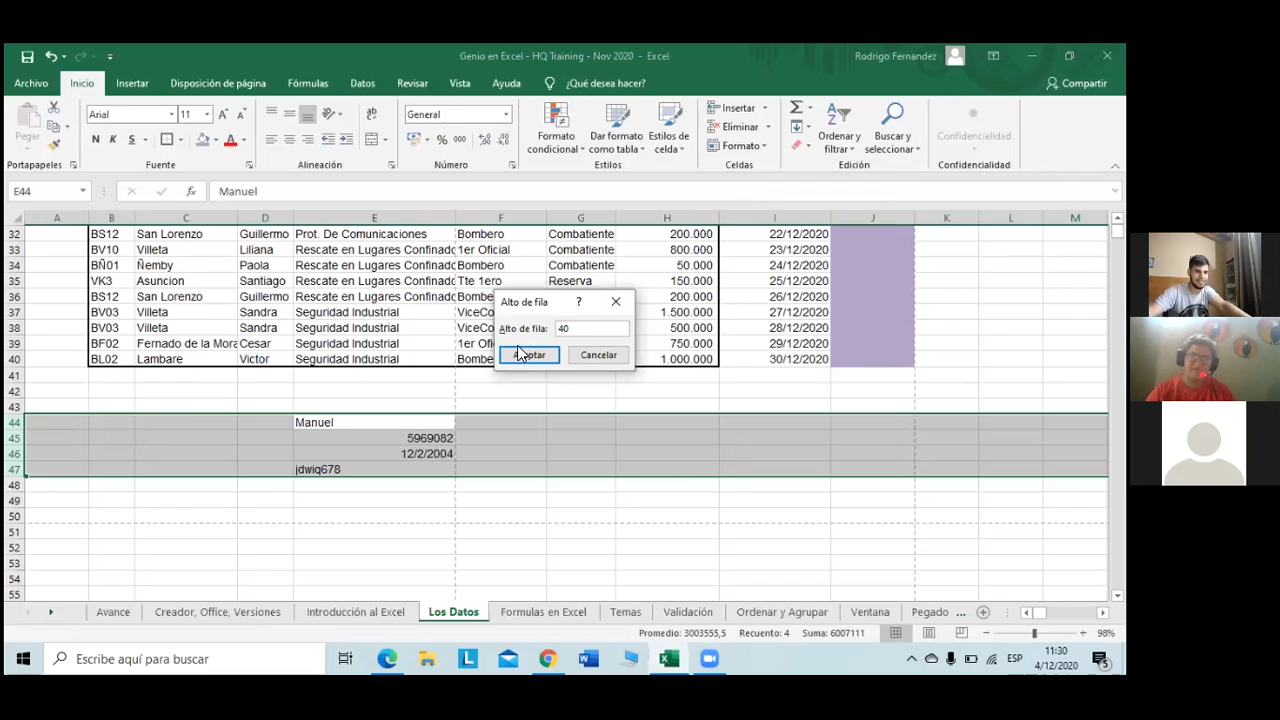 Genio en Excel - HQ Training - Nov 2020 - Excel
Rodrigo Fernandez
Archivo Inicio Insertar Disposición de página Fórmulas Datos Revisar Vista Ayuda ¿Qué desea hacer? Compartir
Pegar
Portapapeles
Arial 11
N K S
Fuente
Alineación
General
% 000
Número
Formato condicional
Dar formato como tabla
Estilos de celda
Estilos
Insertar
Eliminar
Formato
Celdas
Ordenar y filtrar
Buscar y seleccionar
Edición
Confidencialidad
Confidencialidad
E44 fx Manuel
A B C D E F G H I J K L M
32 BS12 San Lorenzo Guillermo Prot. De Comunicaciones Bombero Combatiente 200.000 22/12/2020
33 BV10 Villeta Liliana Rescate en Lugares Confinado 1er Oficial Combatiente 800.000 23/12/2020
34 BÑ01 Ñemby Paola Rescate en Lugares Confinado Bombero Combatiente 50.000 24/12/2020
35 VK3 Asuncion Santiago Rescate en Lugares Confinado Tte 1ero Reserva 150.000 25/12/2020
36 BS12 San Lorenzo Guillermo Rescate en Lugares Confinado 200.000 26/12/2020
37 BV03 Villeta Sandra Seguridad Industrial 1.500.000 27/12/2020
38 BV03 Villeta Sandra Seguridad Industrial 500.000 28/12/2020
39 BF02 Fernado de la Mora Cesar Seguridad Industrial 750.000 29/12/2020
40 BL02 Lambare Victor Seguridad Industrial 1.000.000 30/12/2020
41
42
43
44 Manuel
45 5969082
46 12/2/2004
47 jdwiq678
48
49
50
51
52
53
54
55
Alto de fila ?
Alto de fila: 40
Cancelar
Avance Creador, Office, Versiones Introducción al Excel Los Datos Formulas en Excel Temas Validación Ordenar y Agrupar Ventana Pegado ...
Promedio: 3003555,5 Recuento: 4 Suma: 6007111 98%
Escribe aquí para buscar
ESP
11:30
4/12/2020
5